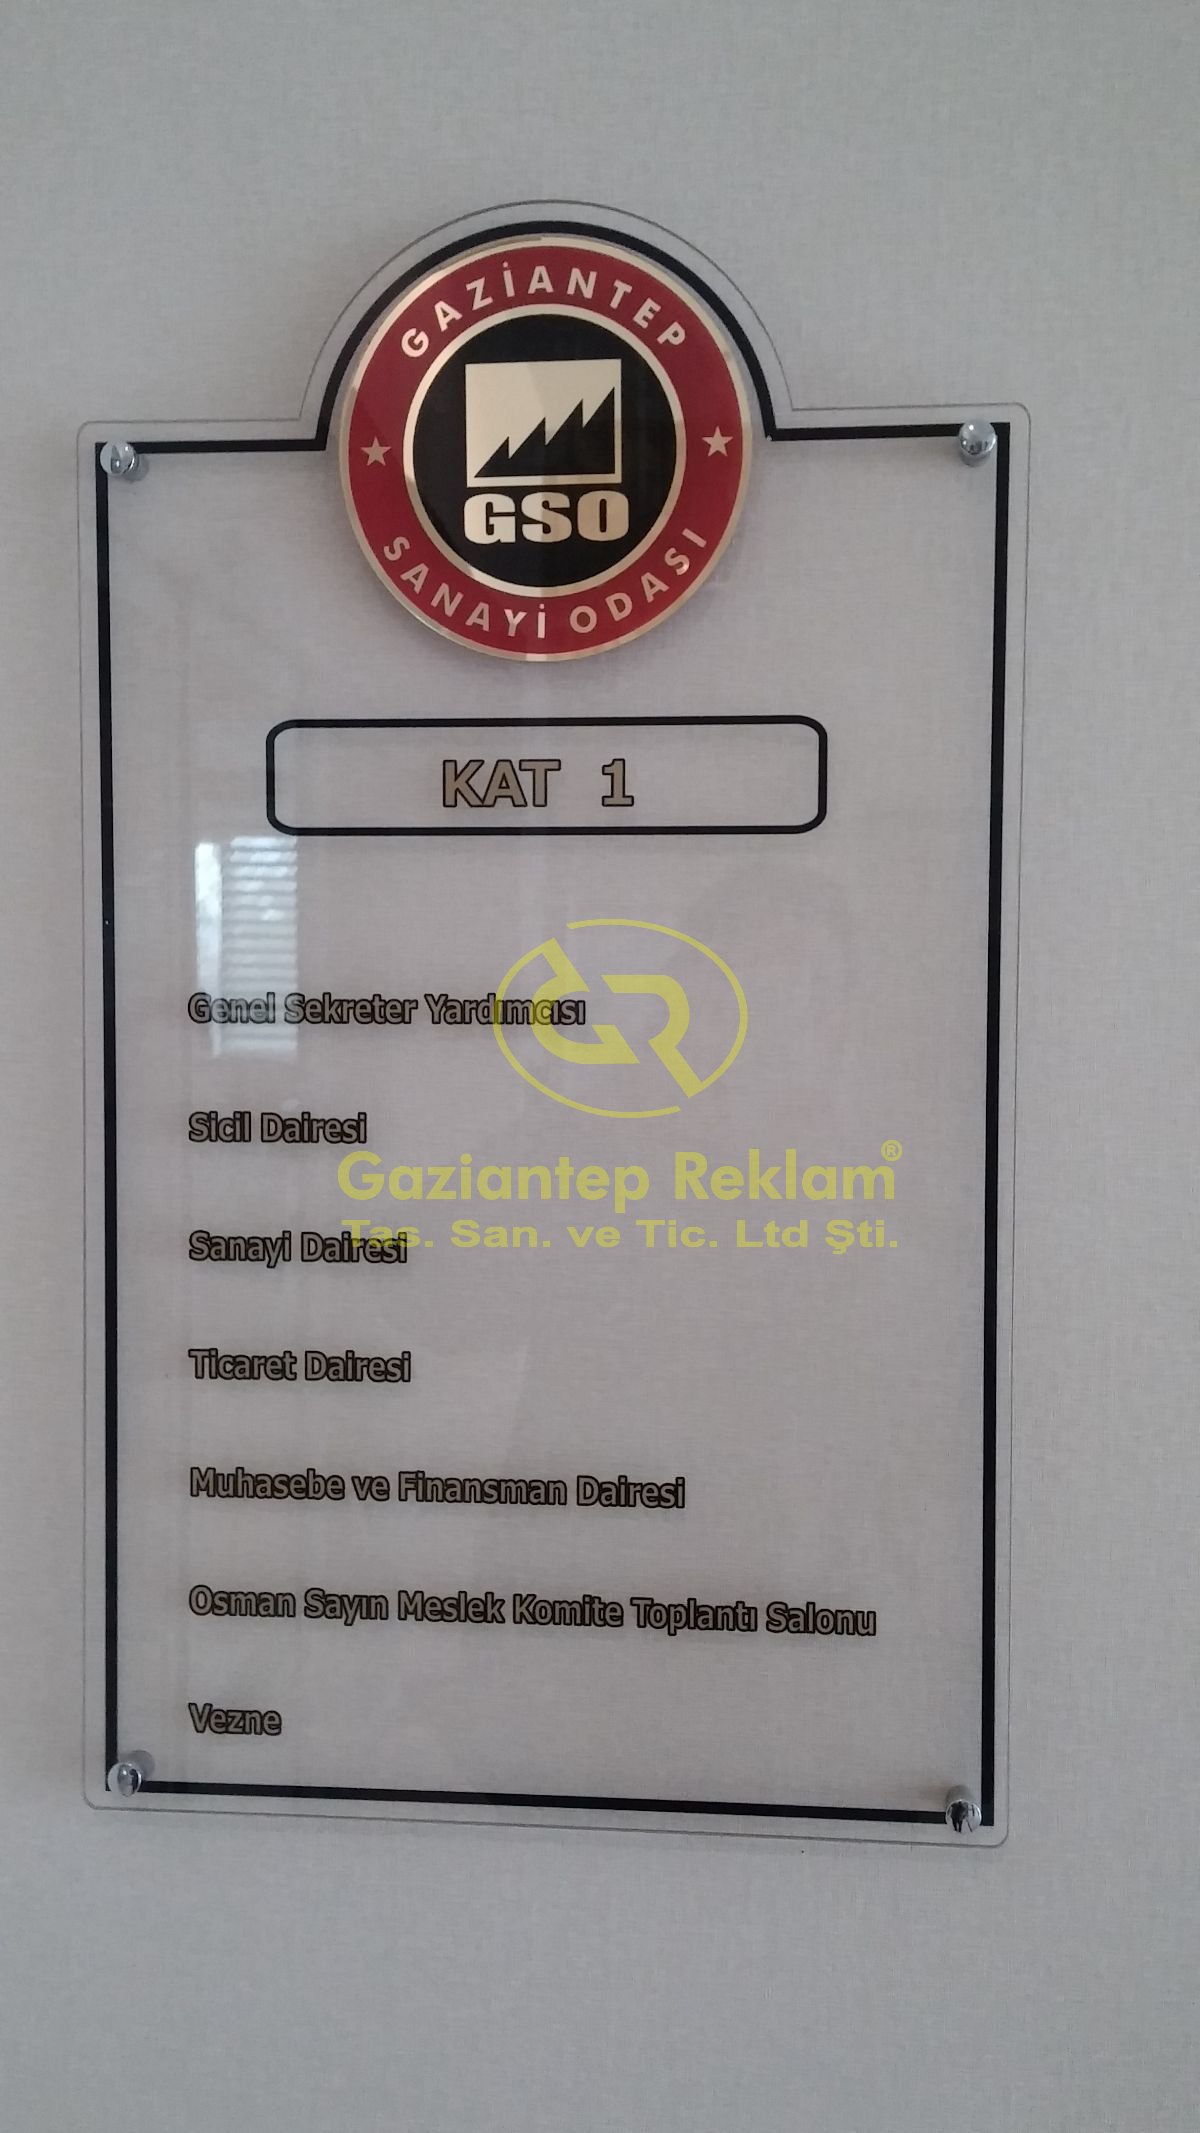 GAZİANTEP
GSO
SANAYİ ODASI
KAT 1
Genel Sekreter Yardımcısı
GR
Sicil Dairesi
Gaziantep Reklam®
Tas. San. ve Tic. Ltd Şti.
Sanayi Dairesi
Ticaret Dairesi
Muhasebe ve Finansman Dairesi
Osman Sayın Meslek Komite Toplantı Salonu
Vezne